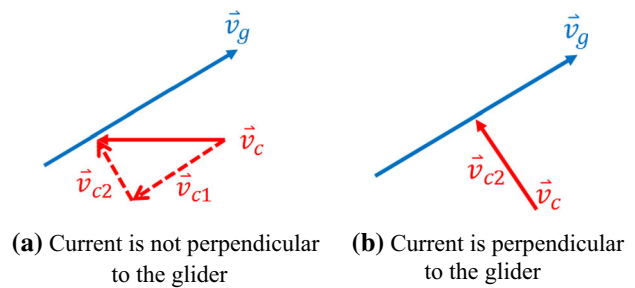 v⃗g
v⃗g
v⃗c
v⃗c2
v⃗c1
v⃗c2
v⃗c
(a) Current is not perpendicular
to the glider
(b) Current is perpendicular
to the glider